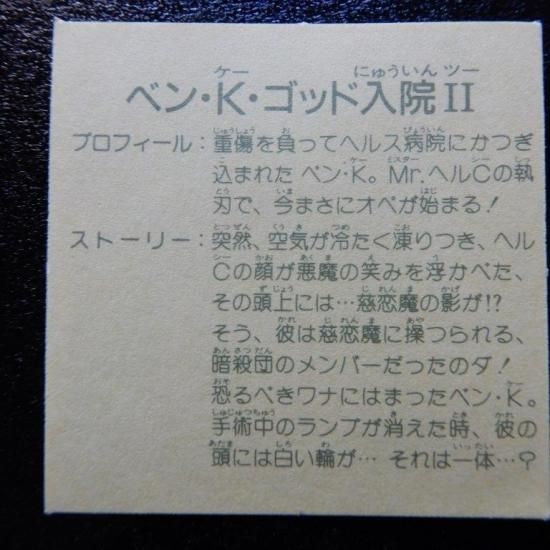 ベン・K・ゴッド入院II
プロフィール：重傷を負ってヘルス病院にかつぎ
込まれた ベン・K。Mr.ヘルCの執
刀で、今まさにオペが始まる！
ストーリー：突然、空気が冷たく凍りつき、ヘル
Cの顔が悪魔の笑みを浮かべた、
その頭上には…慈恋魔の影が!?
そう、彼は慈恋魔に操つられる、
暗殺団のメンバーだったのダ！
恐るべきワナにはまったベン・K。
手術中のランプが消えた時、彼の
頭には白い輪が… それは一体…？